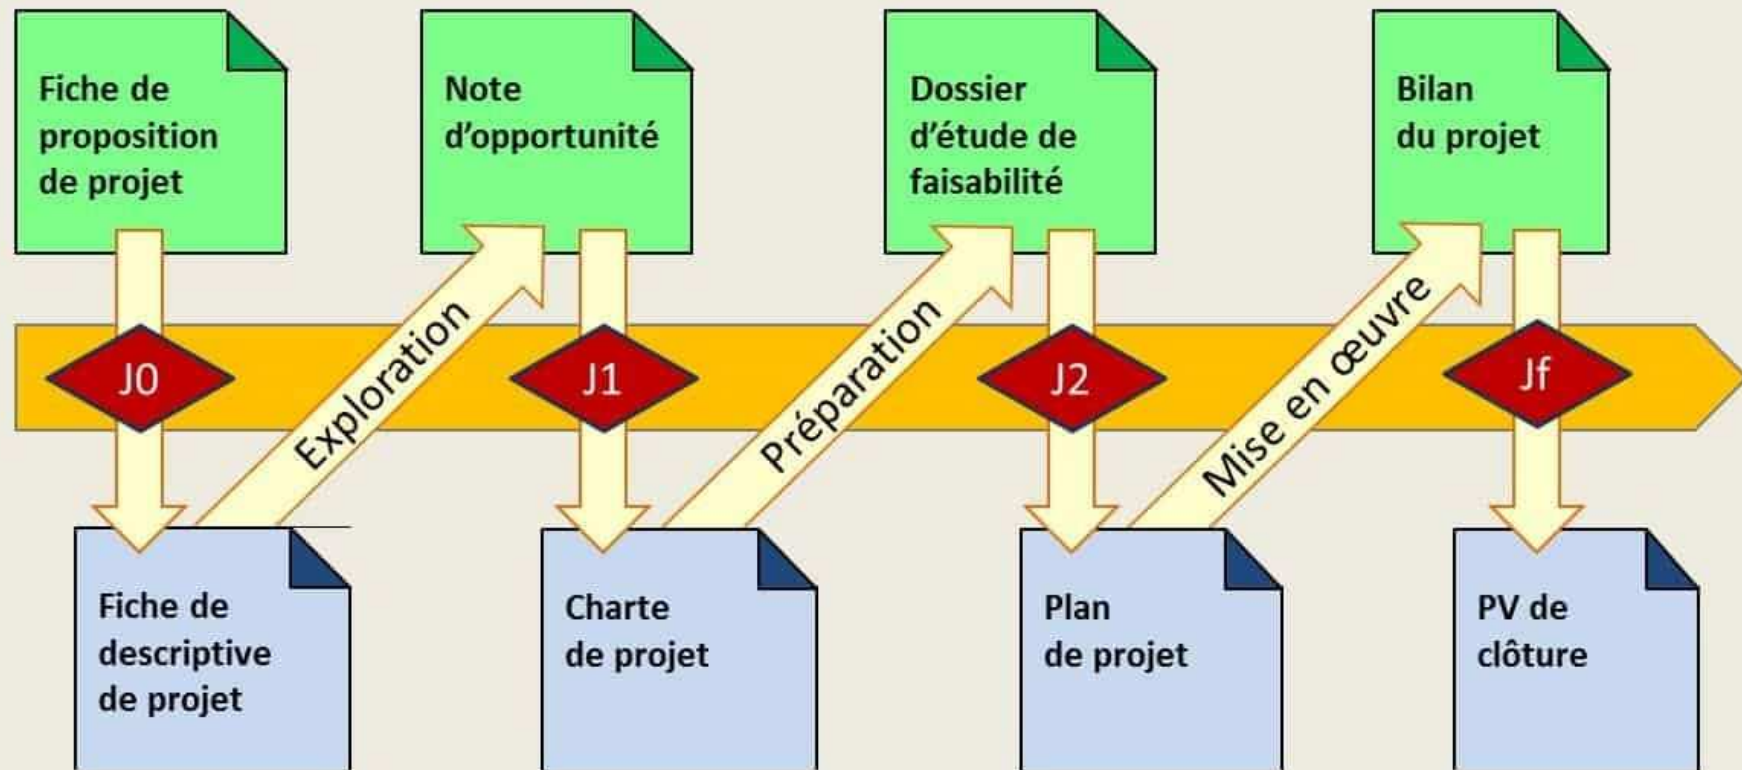 Fiche de
proposition
de projet
Note
d’opportunité
Dossier
d’étude de
faisabilité
Bilan
du projet
J0
Exploration
J1
Préparation
J2
Mise en œuvre
Jf
Fiche de
descriptive
de projet
Charte
de projet
Plan
de projet
PV de
clôture